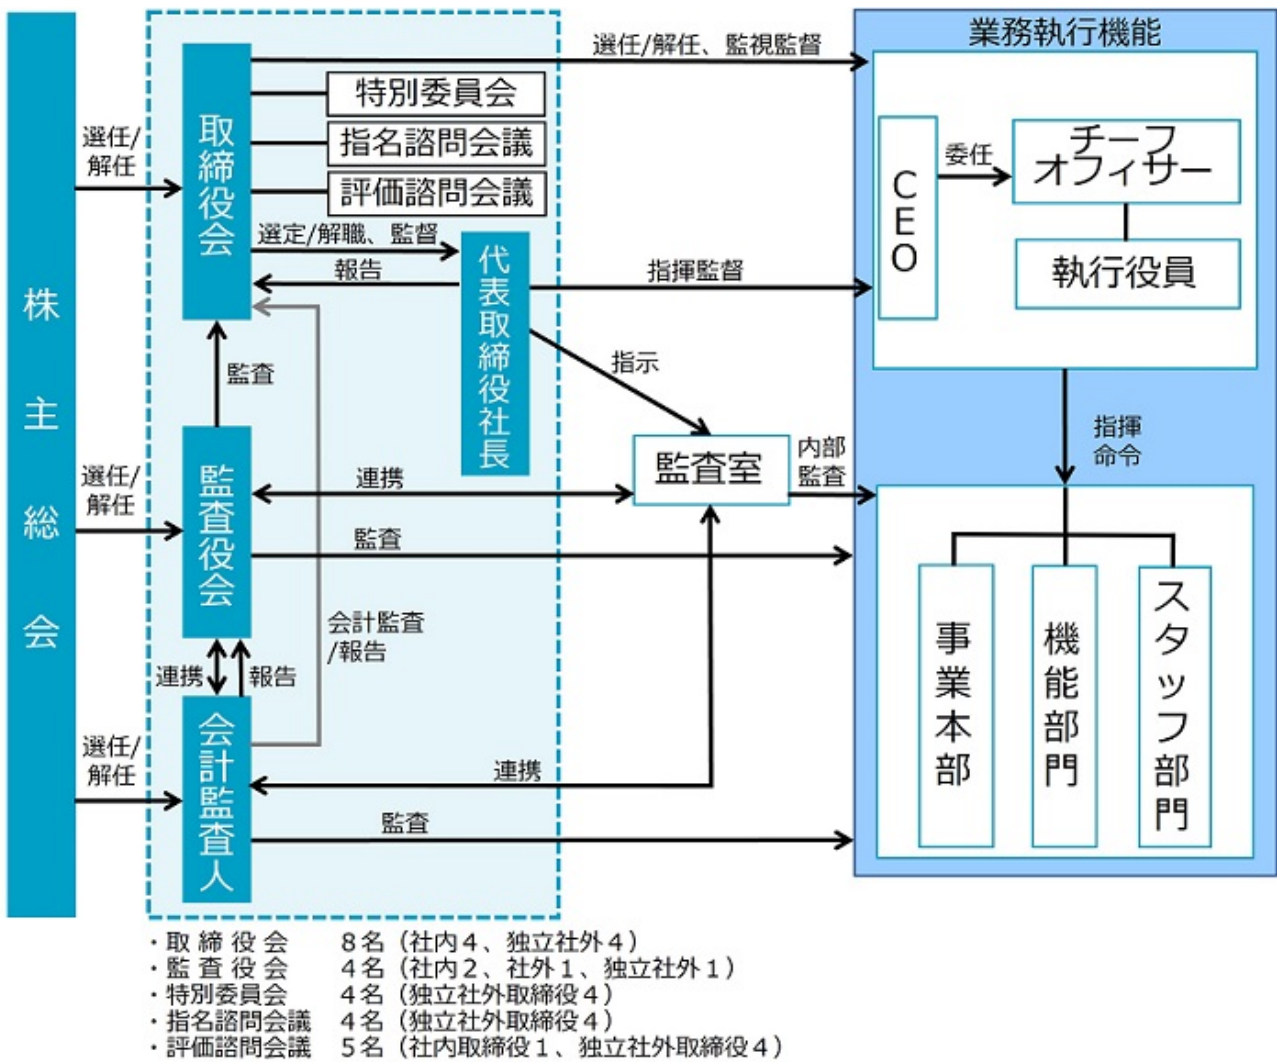 株主総会
選任/
解任
選任/
解任
選任/
解任
取締役会
特別委員会
指名諮問会議
評価諮問会議
選任/解任、監視監督
選定/解職、監督
報告
代表取締役社長
指揮監督
指示
監査
監査役会
連携
監査室
内部
監査
監査
会計監査
/報告
連携
報告
会計監査人
連携
監査
業務執行機能
CEO
委任
チーフ
オフィサー
執行役員
指揮
命令
事業本部
機能部門
スタッフ部門
・取 締 役 会　8名（社内４、独立社外４）
・監 査 役 会　4名（社内２、社外１、独立社外１）
・特別委員会　４名（独立社外取締役４）
・指名諮問会議　４名（独立社外取締役４）
・評価諮問会議　５名（社内取締役１、独立社外取締役４）